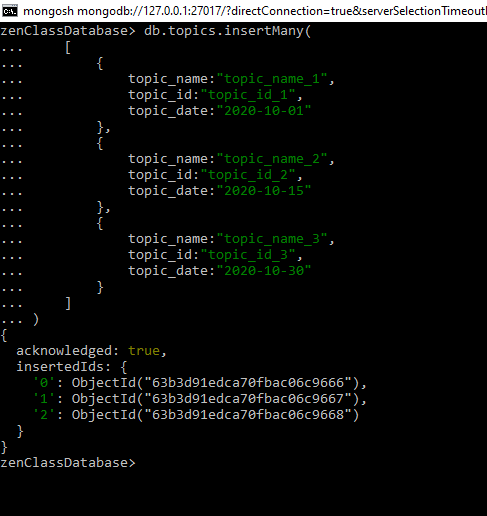 mongosh mongodb://127.0.0.1:27017/?directConnection=true&serverSelectionTimeout
zenClassDatabase> db.topics.insertMany(
... [
... {
... topic_name:"topic_name_1",
... topic_id:"topic_id_1",
... topic_date:"2020-10-01"
... },
... {
... topic_name:"topic_name_2",
... topic_id:"topic_id_2",
... topic_date:"2020-10-15"
... },
... {
... topic_name:"topic_name_3",
... topic_id:"topic_id_3",
... topic_date:"2020-10-30"
... }
... ]
... )
{
  acknowledged: true,
  insertedIds: {
    '0': ObjectId("63b3d91edca70fbac06c9666"),
    '1': ObjectId("63b3d91edca70fbac06c9667"),
    '2': ObjectId("63b3d91edca70fbac06c9668")
  }
}
zenClassDatabase>